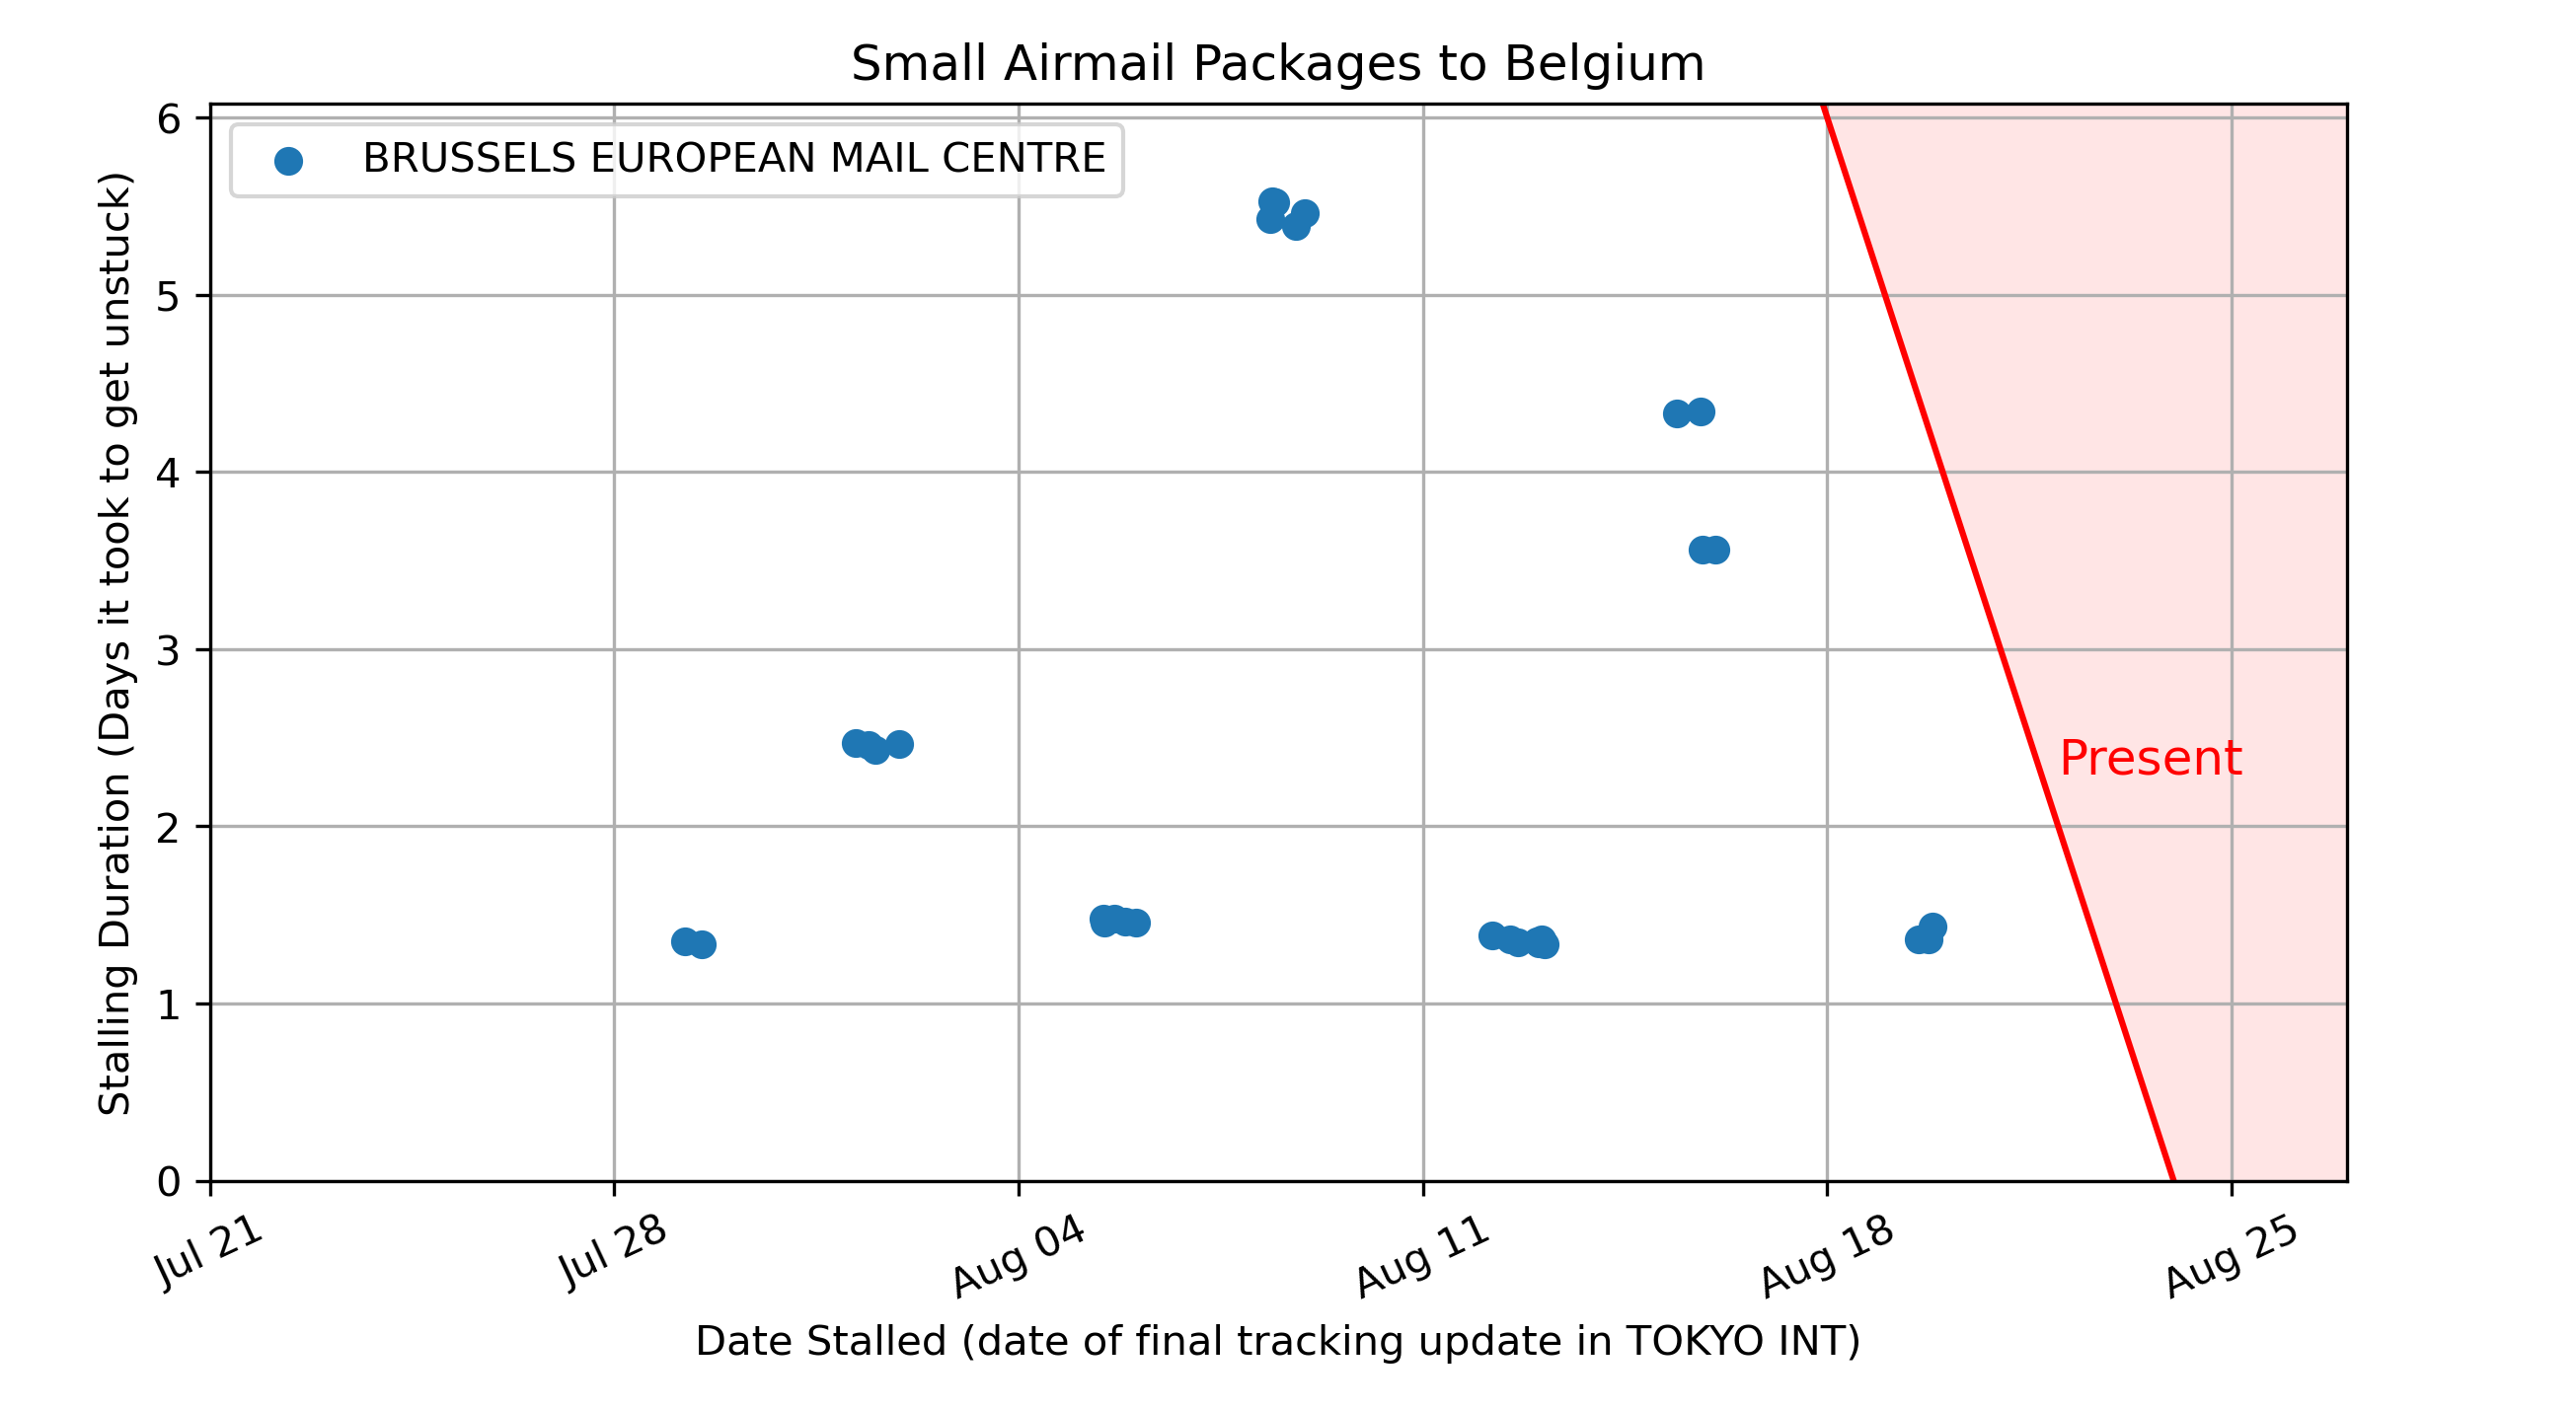 Small Airmail Packages to Belgium
BRUSSELS EUROPEAN MAIL CENTRE
Stalling Duration (Days it took to get unstuck)
6
5
4
3
2
1
0
Present
Jul 21
Jul 28
Aug 04
Aug 11
Aug 18
Aug 25
Date Stalled (date of final tracking update in TOKYO INT)